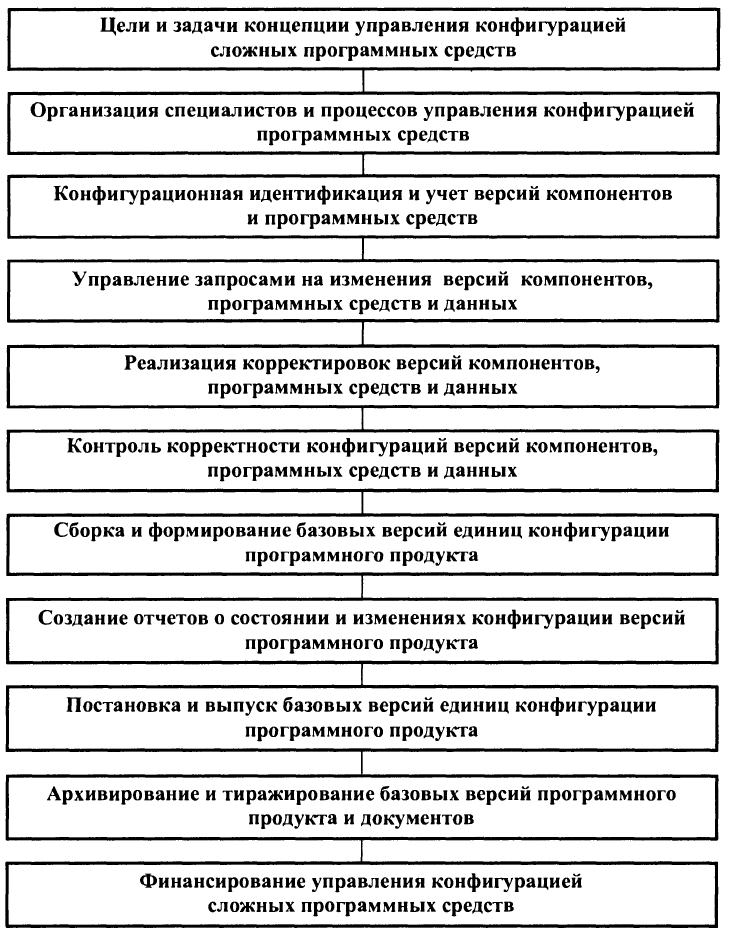 Цели и задачи концепции управления конфигурацией
сложных программных средств
Организация специалистов и процессов управления конфигурацией
программных средств
Конфигурационная идентификация и учет версий компонентов
и программных средств
Управление запросами на изменения версий компонентов,
программных средств и данных
Реализация корректировок версий компонентов,
программных средств и данных
Контроль корректности конфигураций версий компонентов,
программных средств и данных
Сборка и формирование базовых версий единиц конфигурации
программного продукта
Создание отчетов о состоянии и изменениях конфигурации версий
программного продукта
Постановка и выпуск базовых версий единиц конфигурации
программного продукта
Архивирование и тиражирование базовых версий программного
продукта и документов
Финансирование управления конфигурацией
сложных программных средств